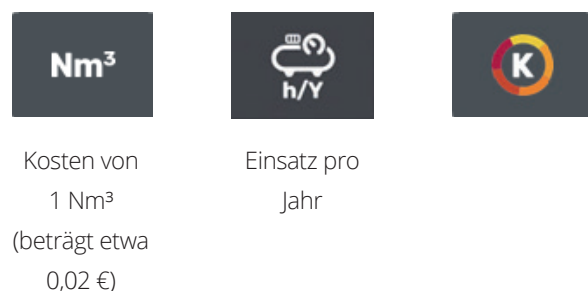 Nm³
h/Y
K
Kosten von
1 Nm³
(beträgt etwa
0,02 €)
Einsatz pro
Jahr